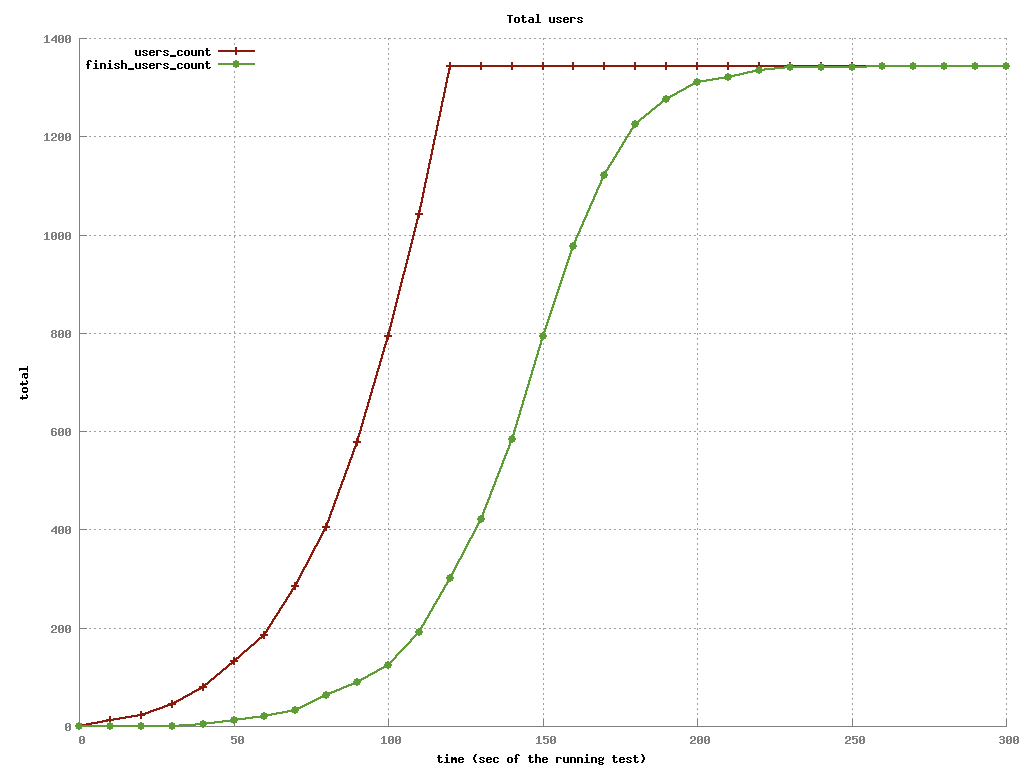 Total users
users_count
finish_users_count
1400
1200
1000
800
600
400
200
0
total
0 50 100 150 200 250 300
time (sec of the running test)